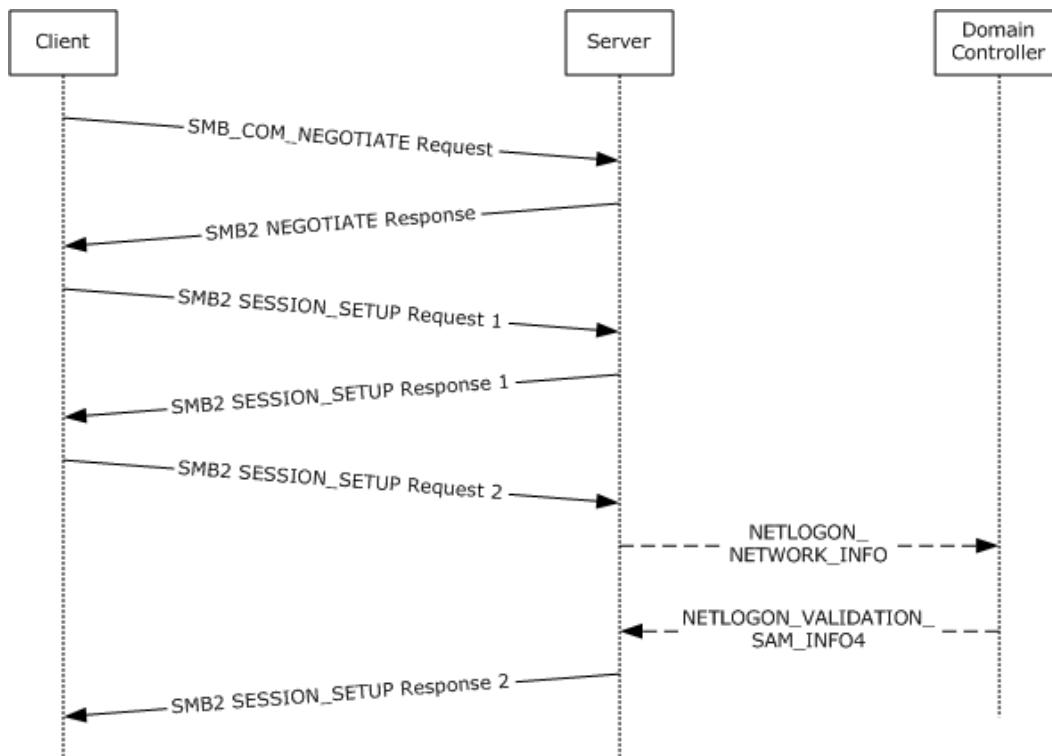 Client
Server
Domain
Controller
SMB_COM_NEGOTIATE Request
SMB2 NEGOTIATE Response
SMB2 SESSION_SETUP Request 1
SMB2 SESSION_SETUP Response 1
SMB2 SESSION_SETUP Request 2
NETLOGON_
NETWORK_INFO
NETLOGON_VALIDATION_
SAM_INFO4
SMB2 SESSION_SETUP Response 2